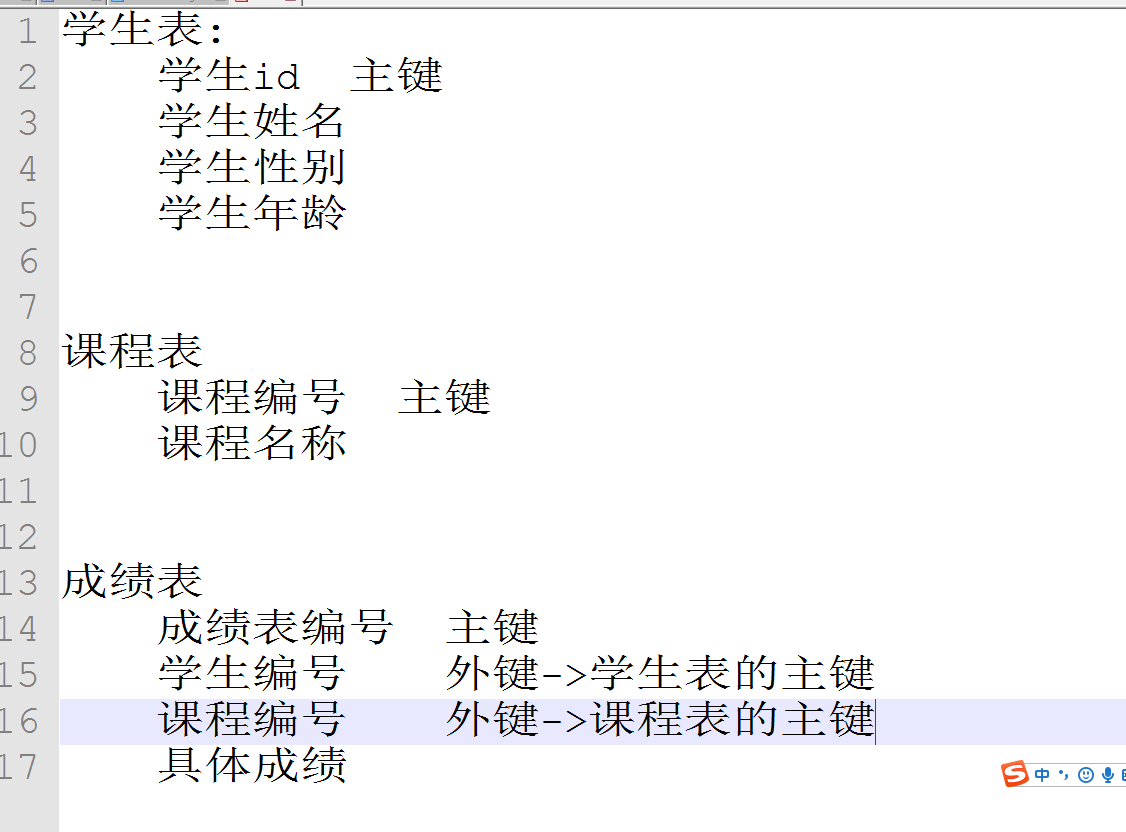 1 学生表:
2 学生id 主键
3 学生姓名
4 学生性别
5 学生年龄
6
7
8 课程表
9 课程编号 主键
10 课程名称
11
12
13 成绩表
14 成绩表编号 主键
15 学生编号 外键->学生表的主键
16 课程编号 外键->课程表的主键
17 具体成绩
S 中